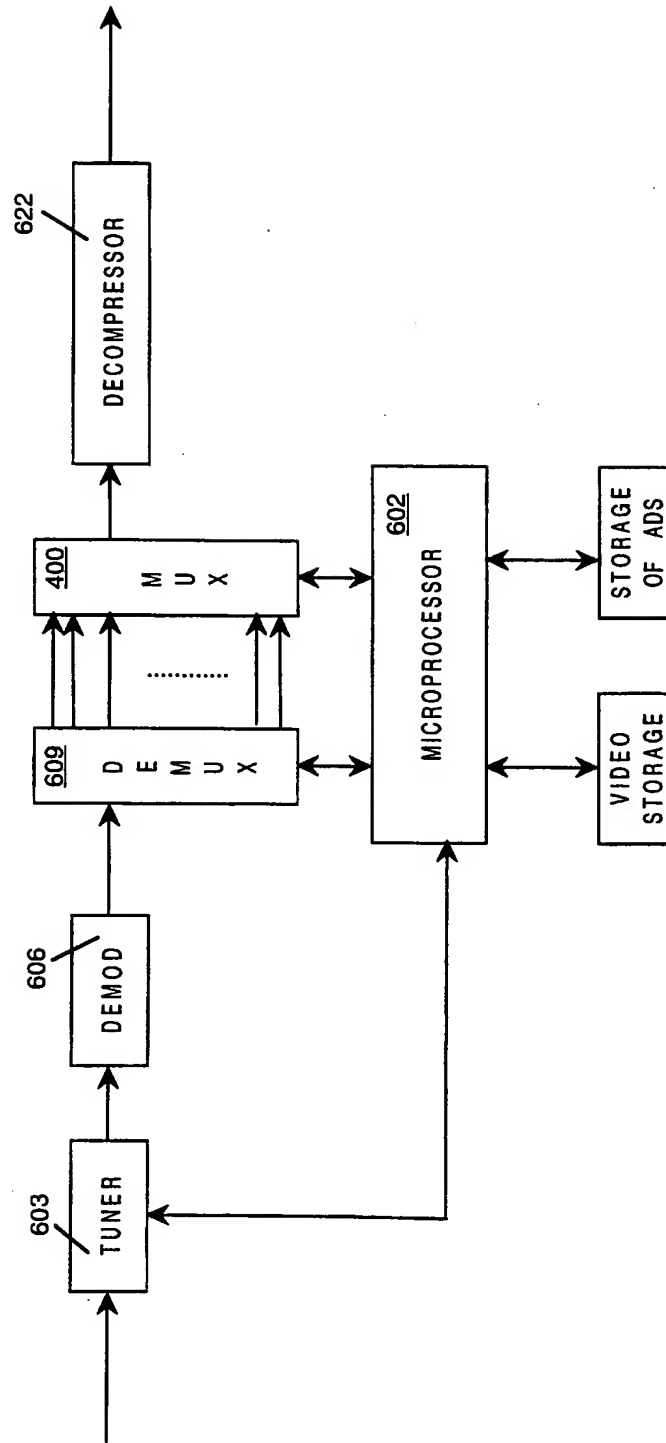 603
TUNER
606
DEMOD
609
DEMUX
400
MUX
622
DECOMPRESSOR
602
MICROPROCESSOR
VIDEO
STORAGE
STORAGE
OF ADS